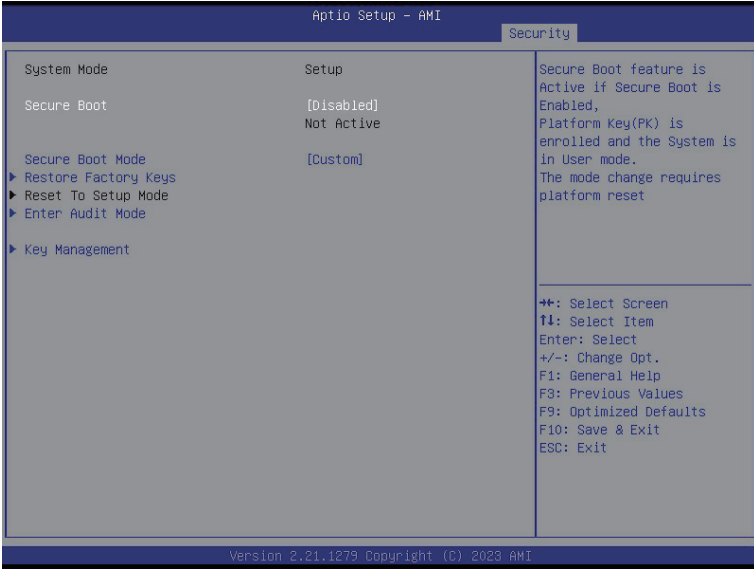 Aptio Setup – AMI
Security
System Mode Setup
Secure Boot [Disabled]
Not Active
Secure Boot Mode [Custom]
Restore Factory Keys
Reset To Setup Mode
Enter Audit Mode
Key Management
Secure Boot feature is
Active if Secure Boot is
Enabled,
Platform Key(PK) is
enrolled and the System is
in User mode.
The mode change requires
platform reset
→←: Select Screen
↑↓: Select Item
Enter: Select
+/-: Change Opt.
F1: General Help
F3: Previous Values
F9: Optimized Defaults
F10: Save & Exit
ESC: Exit
Version 2.21.1279 Copyright (C) 2023 AMI